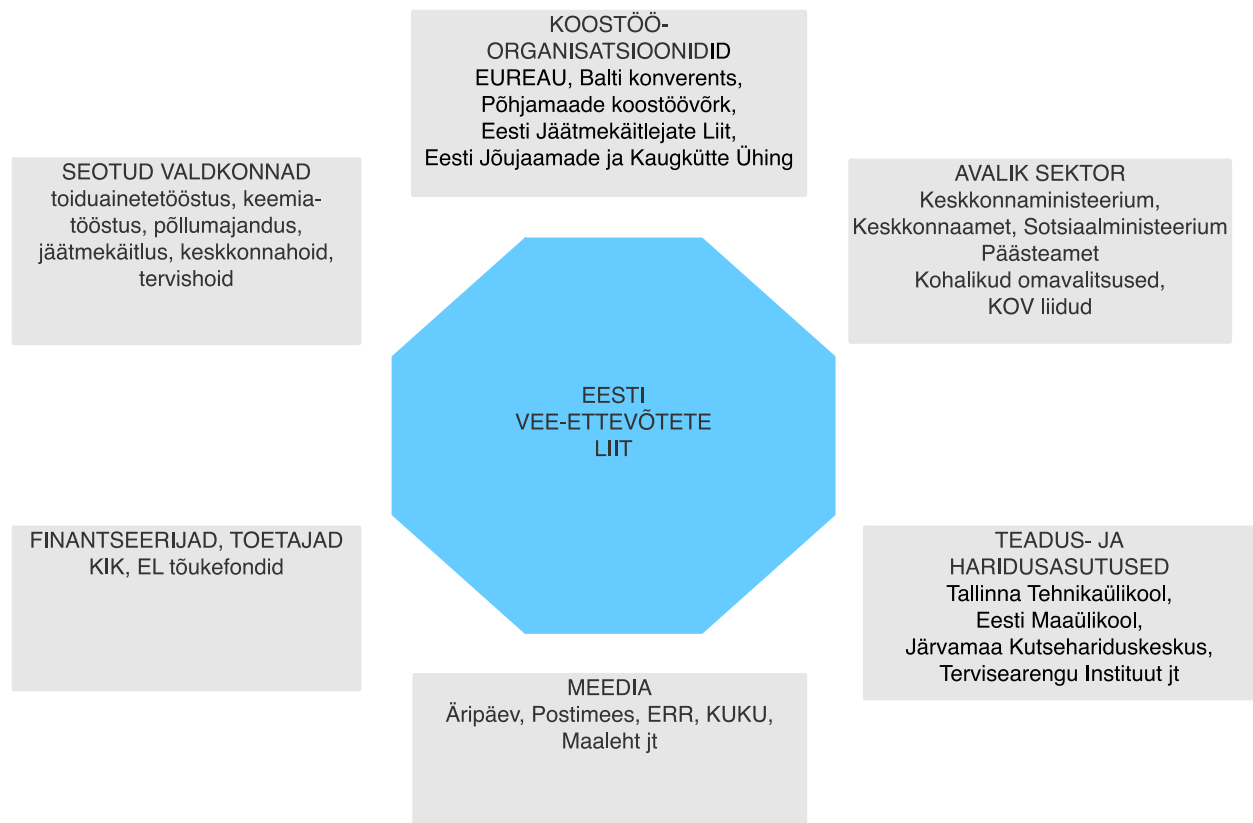 KOOSTÖÖ-
ORGANISATSIOONIDID
EUREAU, Balti konverents,
Põhjamaade koostöövõrk,
Eesti Jäätmekäitlejate Liit,
Eesti Jõujaamade ja Kaugkütte Ühing
SEOTUD VALDKONNAD
toiduainetetööstus, keemia-
tööstus, põllumajandus,
jäätmekäitlus, keskkonnahoid,
tervishoid
AVALIK SEKTOR
Keskkonnaministeerium,
Keskkonnaamet, Sotsiaalministeerium
Päästeamet
Kohalikud omavalitsused,
KOV liidud
EESTI
VEE-ETTEVÕTETE
LIIT
FINANTSEERIJAD, TOETAJAD
KIK, EL tõukefondid
TEADUS- JA
HARIDUSASUTUSED
Tallinna Tehnikaülikool,
Eesti Maaülikool,
Järvamaa Kutsehariduskeskus,
Tervisearengu Instituut jt
MEEDIA
Äripäev, Postimees, ERR, KUKU,
Maaleht jt